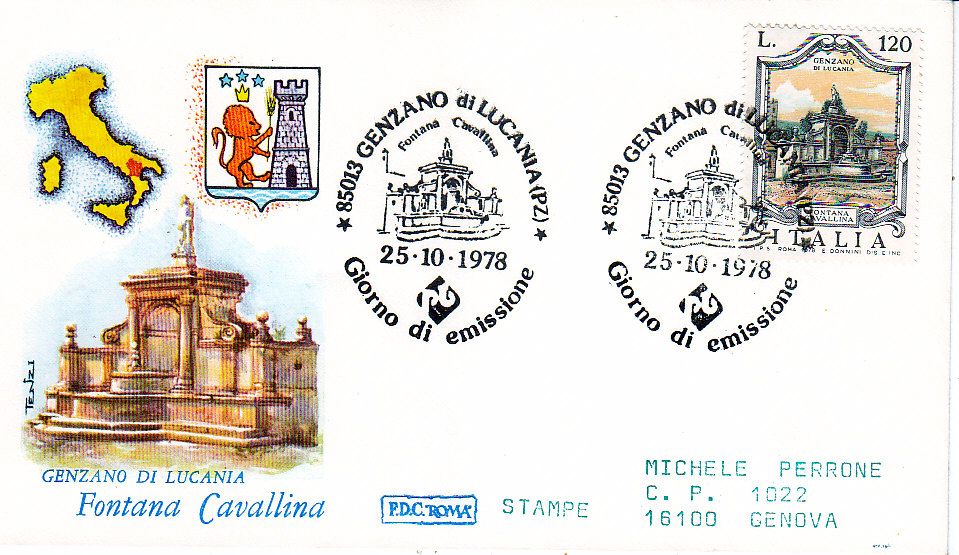 L. 120
GENZANO
DI LUCANIA
FONTANA
CAVALLINA
ITALIA
★ 85013 GENZANO di LUCANIA (PZ) ★
Fontana Cavallina
25·10·1978
Giorno di emissione
★ 85013 GENZANO di LUCANIA
Fontana Cavallina
25·10·1978
Giorno di emissione
TENZI
GENZANO DI LUCANIA
Fontana Cavallina
F.D.C. ROMA
STAMPE
MICHELE PERRONE
C. P. 1022
16100 GENOVA